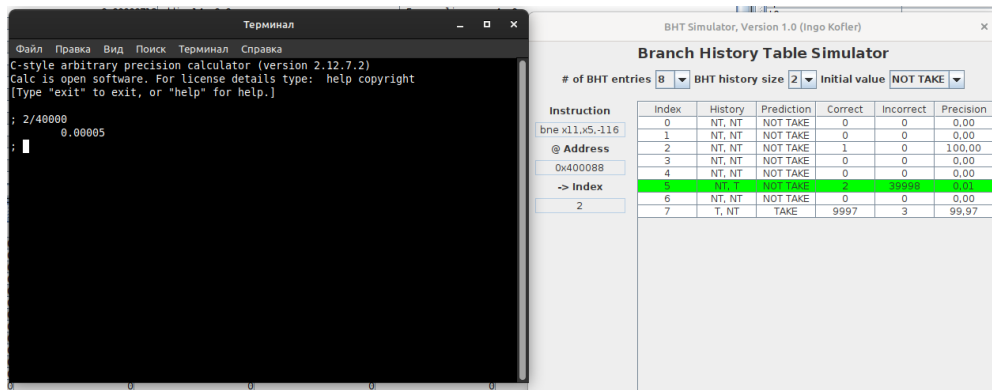 Терминал
Файл Правка Вид Поиск Терминал Справка
C-style arbitrary precision calculator (version 2.12.7.2)
Calc is open software. For license details type:  help copyright
[Type "exit" to exit, or "help" for help.]
; 2/40000
0.00005
;
BHT Simulator, Version 1.0 (Ingo Kofler)
Branch History Table Simulator
# of BHT entries 8 BHT history size 2 Initial value NOT TAKE
Instruction
bne x11,x5,-116
@ Address
0x400088
-> Index
2
Index History Prediction Correct Incorrect Precision
0 NT, NT NOT TAKE 0 0 0,00
1 NT, NT NOT TAKE 0 0 0,00
2 NT, NT NOT TAKE 1 0 100,00
3 NT, NT NOT TAKE 0 0 0,00
4 NT, NT NOT TAKE 0 0 0,00
5 NT, T NOT TAKE 2 39998 0,01
6 NT, NT NOT TAKE 0 0 0,00
7 T, NT TAKE 9997 3 99,97
0 0 0 0 0